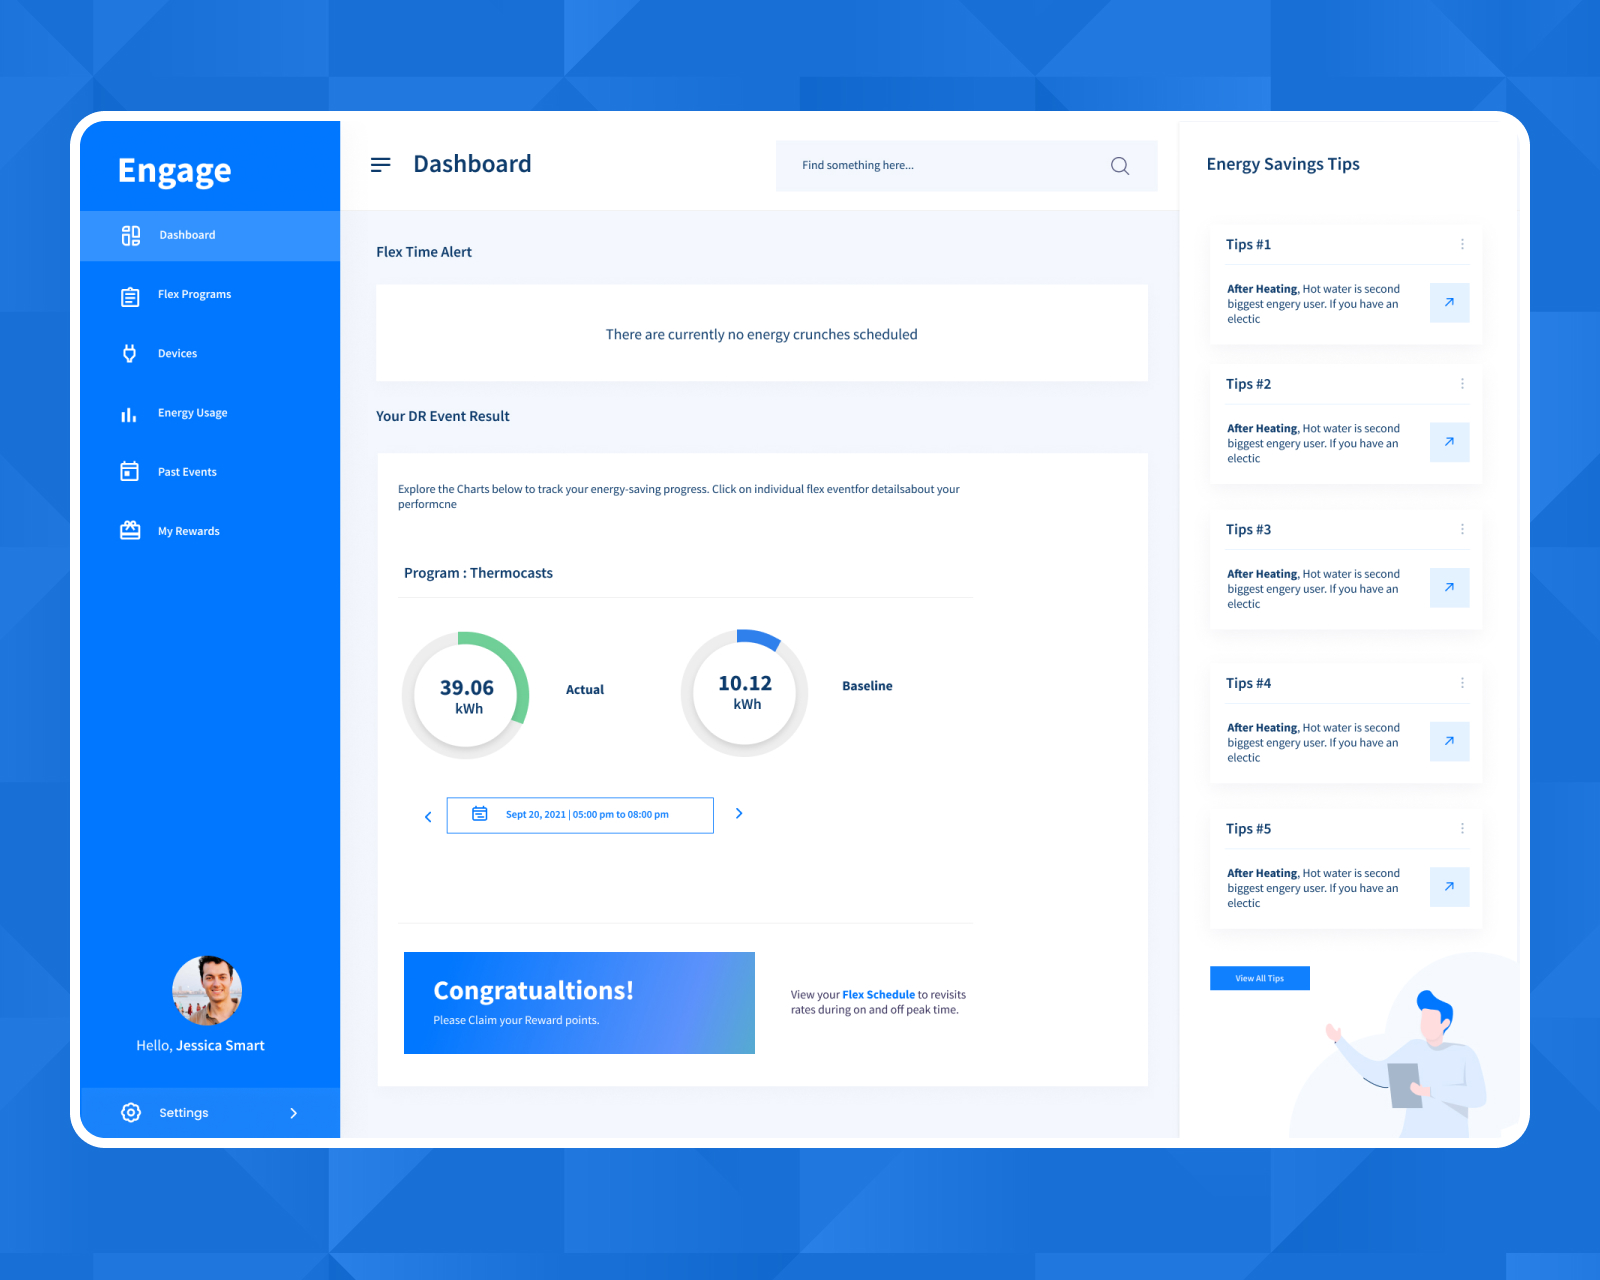 Engage
Dashboard
Flex Programs
Devices
Energy Usage
Past Events
My Rewards
Hello, Jessica Smart
Settings
Dashboard
Find something here...
Flex Time Alert
There are currently no energy crunches scheduled
Your DR Event Result
Explore the Charts below to track your energy-saving progress. Click on individual flex eventfor detailsabout your
performcne
Program : Thermocasts
39.06
kWh
Actual
10.12
kWh
Baseline
Sept 20, 2021 | 05:00 pm to 08:00 pm
Congratualtions!
Please Claim your Reward points.
View your Flex Schedule to revisits
rates during on and off peak time.
Energy Savings Tips
Tips #1
After Heating, Hot water is second
biggest engery user. If you have an
electic
Tips #2
After Heating, Hot water is second
biggest engery user. If you have an
electic
Tips #3
After Heating, Hot water is second
biggest engery user. If you have an
electic
Tips #4
After Heating, Hot water is second
biggest engery user. If you have an
electic
Tips #5
After Heating, Hot water is second
biggest engery user. If you have an
electic
View All Tips